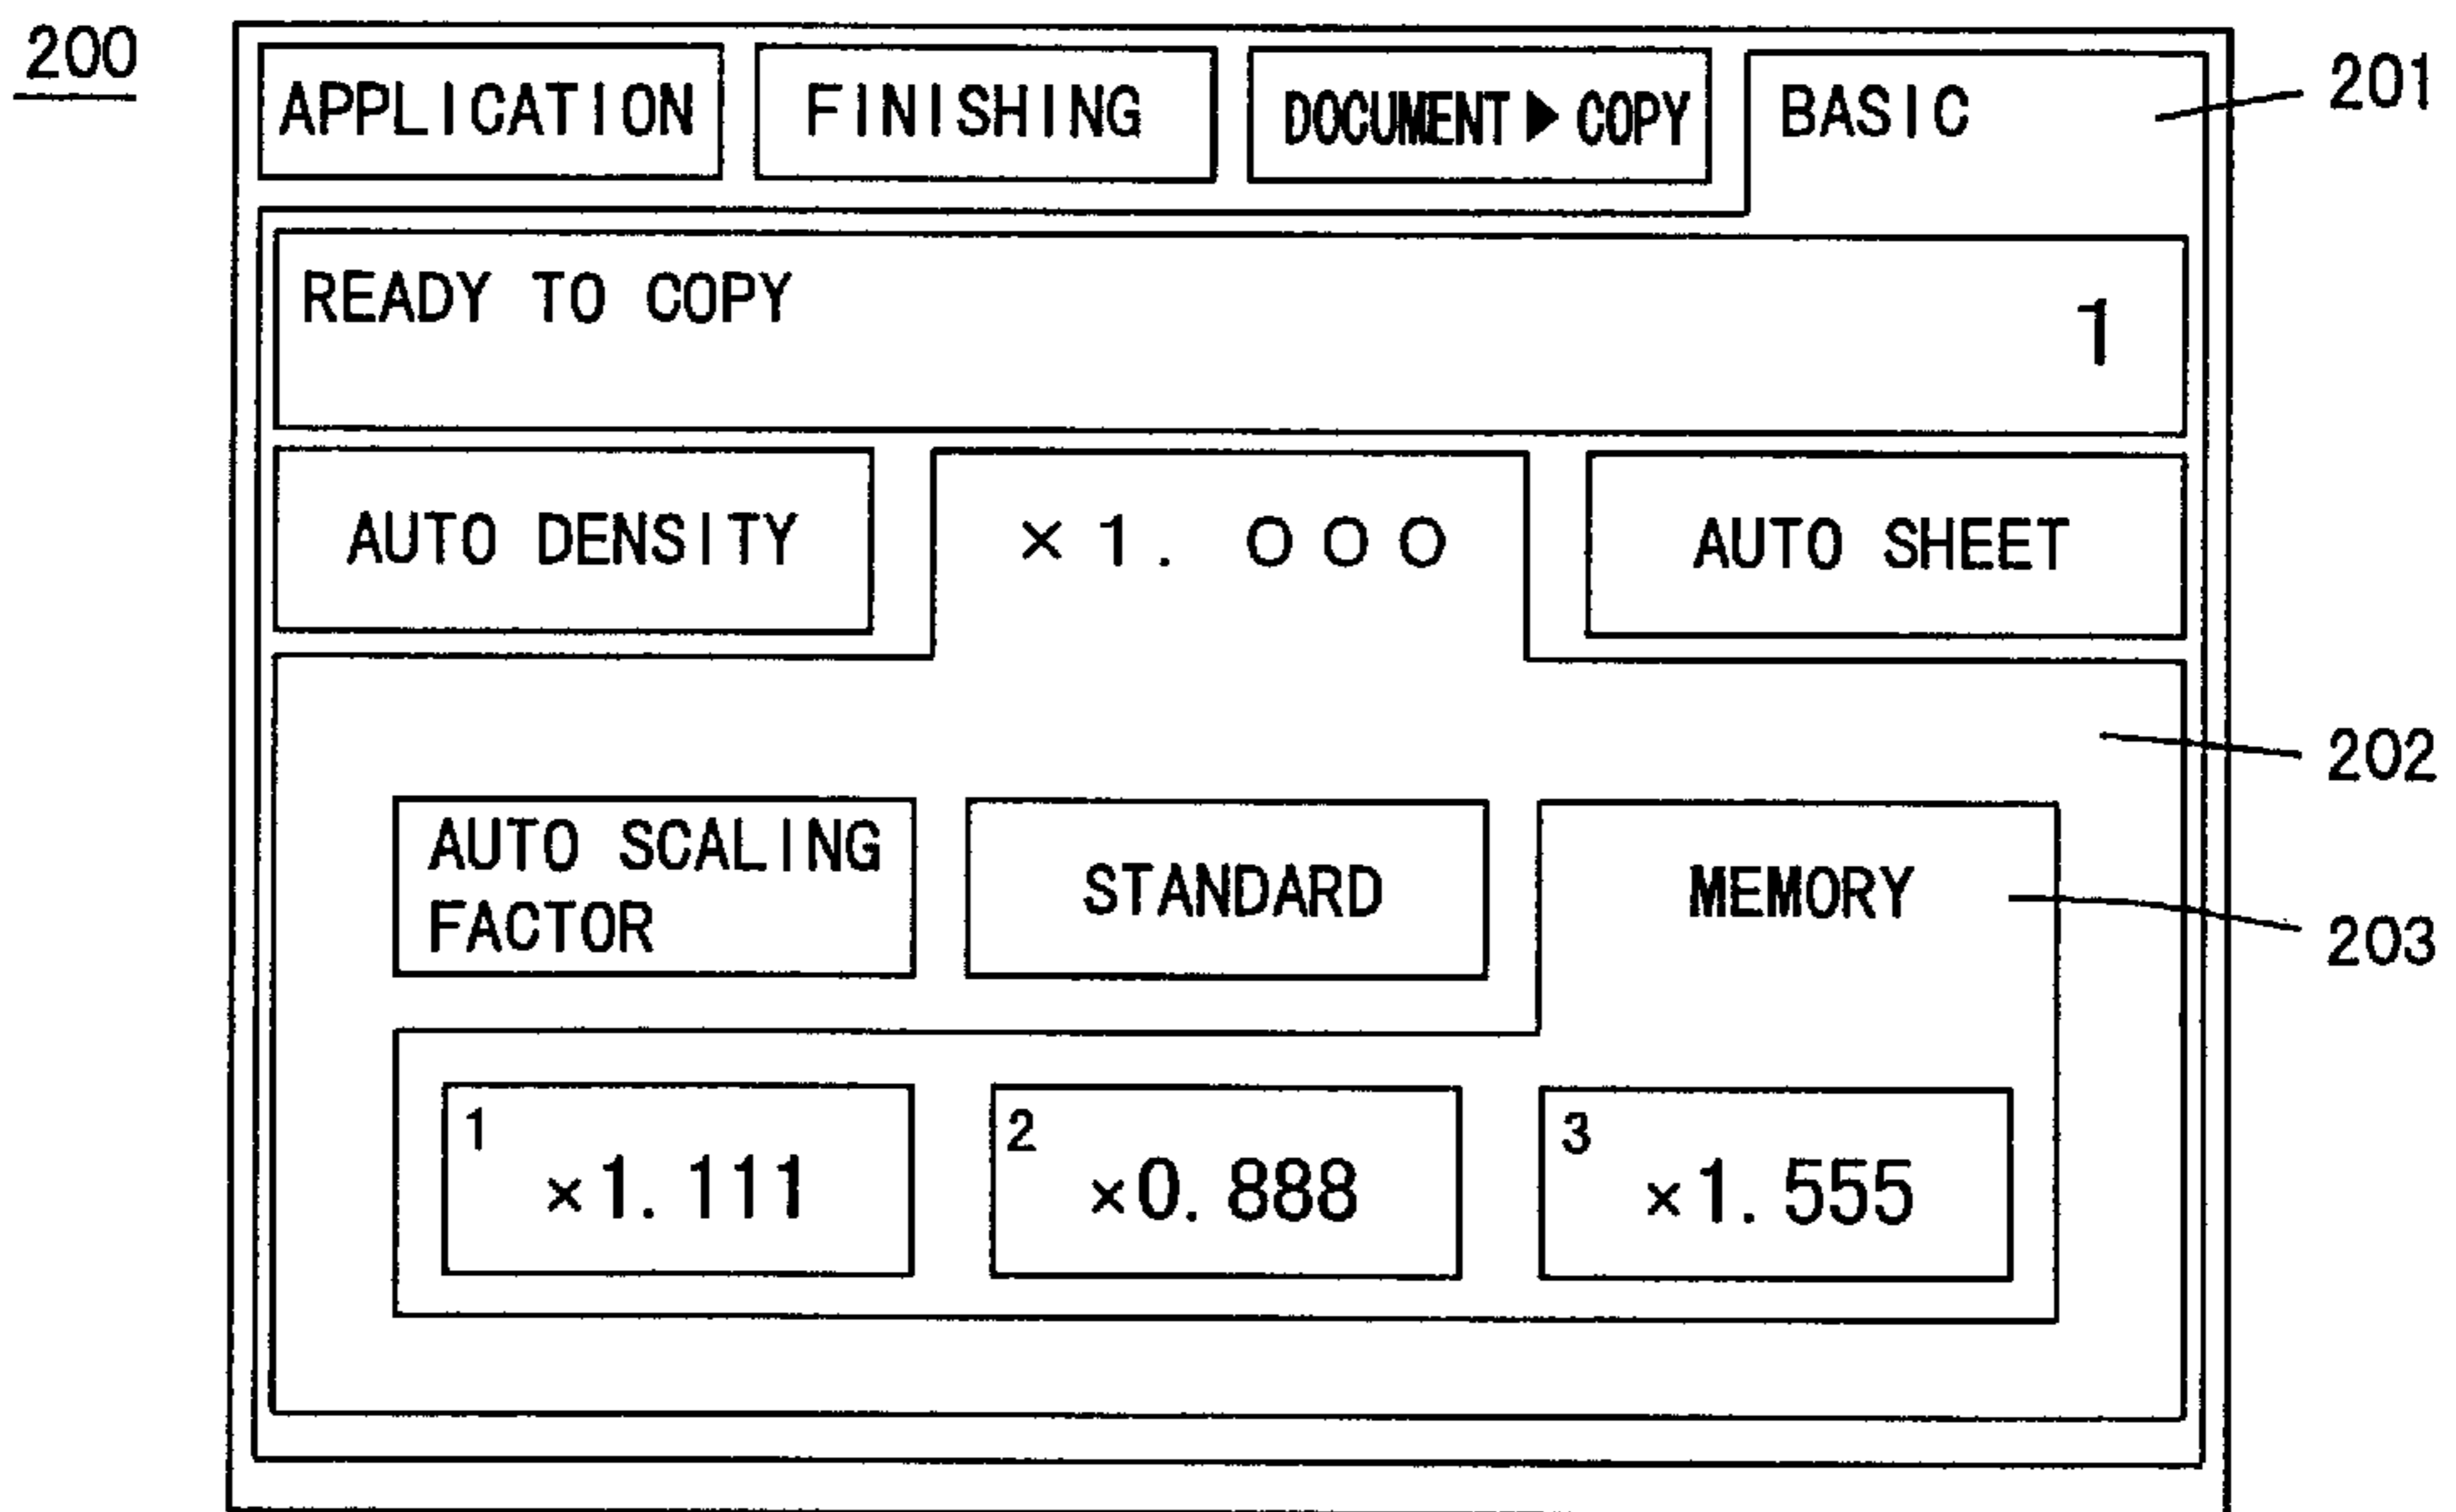 200
APPLICATION
FINISHING
DOCUMENT▶COPY
BASIC
201
READY TO COPY
1
AUTO DENSITY
×1.000
AUTO SHEET
202
AUTO SCALING
FACTOR
STANDARD
MEMORY
203
1
×1.111
2
×0.888
3
×1.555